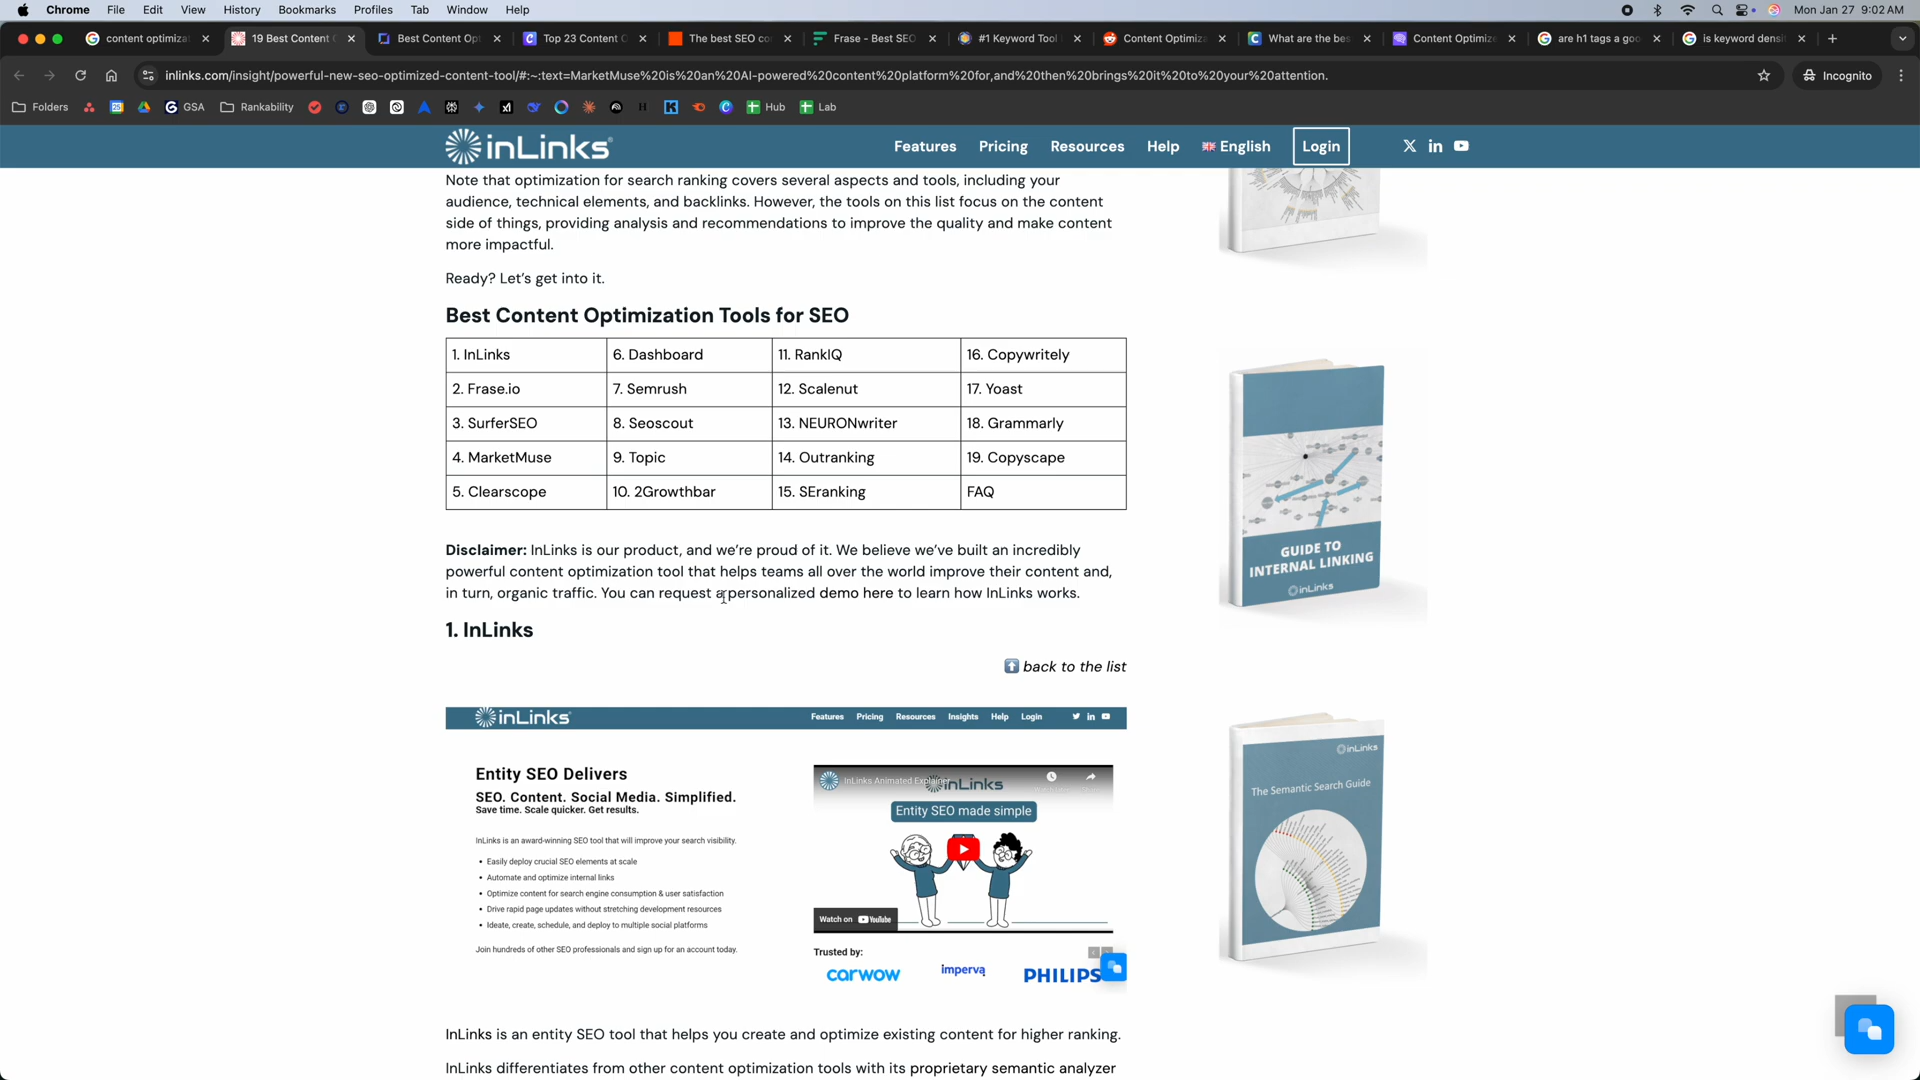 Chrome File Edit View History Bookmarks Profiles Tab Window Help Mon Jan 27 9:02 AM
content optimiza 19 Best Content Best Content Op Top 23 Content The best SEO co Frase - Best SEO #1 Keyword Tool Content Optimiza What are the bes Content Optimize are h1 tags a goo is keyword densi
inlinks.com/insight/powerful-new-seo-optimized-content-tool/#:~:text=MarketMuse%20is%20an%20AI-powered%20content%20platform%20for,and%20then%20brings%20it%20to%20your%20attention. Incognito
Folders GSA Rankability Hub Lab
inLinks Features Pricing Resources Help English Login
Note that optimization for search ranking covers several aspects and tools, including your
audience, technical elements, and backlinks. However, the tools on this list focus on the content
side of things, providing analysis and recommendations to improve the quality and make content
more impactful.
Ready? Let's get into it.
Best Content Optimization Tools for SEO
1. InLinks 6. Dashboard 11. RankIQ 16. Copywritely
2. Frase.io 7. Semrush 12. Scalenut 17. Yoast
3. SurferSEO 8. Seoscout 13. NEURONwriter 18. Grammarly
4. MarketMuse 9. Topic 14. Outranking 19. Copyscape
5. Clearscope 10. 2Growthbar 15. SEranking FAQ
Disclaimer: InLinks is our product, and we're proud of it. We believe we've built an incredibly
powerful content optimization tool that helps teams all over the world improve their content and,
in turn, organic traffic. You can request a personalized demo here to learn how InLinks works.
1. InLinks
back to the list
inLinks Features Pricing Resources Insights Help Login
Entity SEO Delivers
SEO. Content. Social Media. Simplified.
Save time. Scale quicker. Get results.
InLinks is an award-winning SEO tool that will improve your search visibility.
• Easily deploy crucial SEO elements at scale
• Automate and optimize internal links
• Optimize content for search engine consumption & user satisfaction
• Drive rapid page updates without stretching development resources
• Ideate, create, schedule, and deploy to multiple social platforms
Join hundreds of other SEO professionals and sign up for an account today.
InLinks Animated Explainer
inLinks
Entity SEO made simple
Watch on YouTube
Trusted by:
carwow imperva PHILIPS
InLinks is an entity SEO tool that helps you create and optimize existing content for higher ranking.
InLinks differentiates from other content optimization tools with its proprietary semantic analyzer
GUIDE TO
INTERNAL LINKING
inLinks
inLinks
The Semantic Search Guide